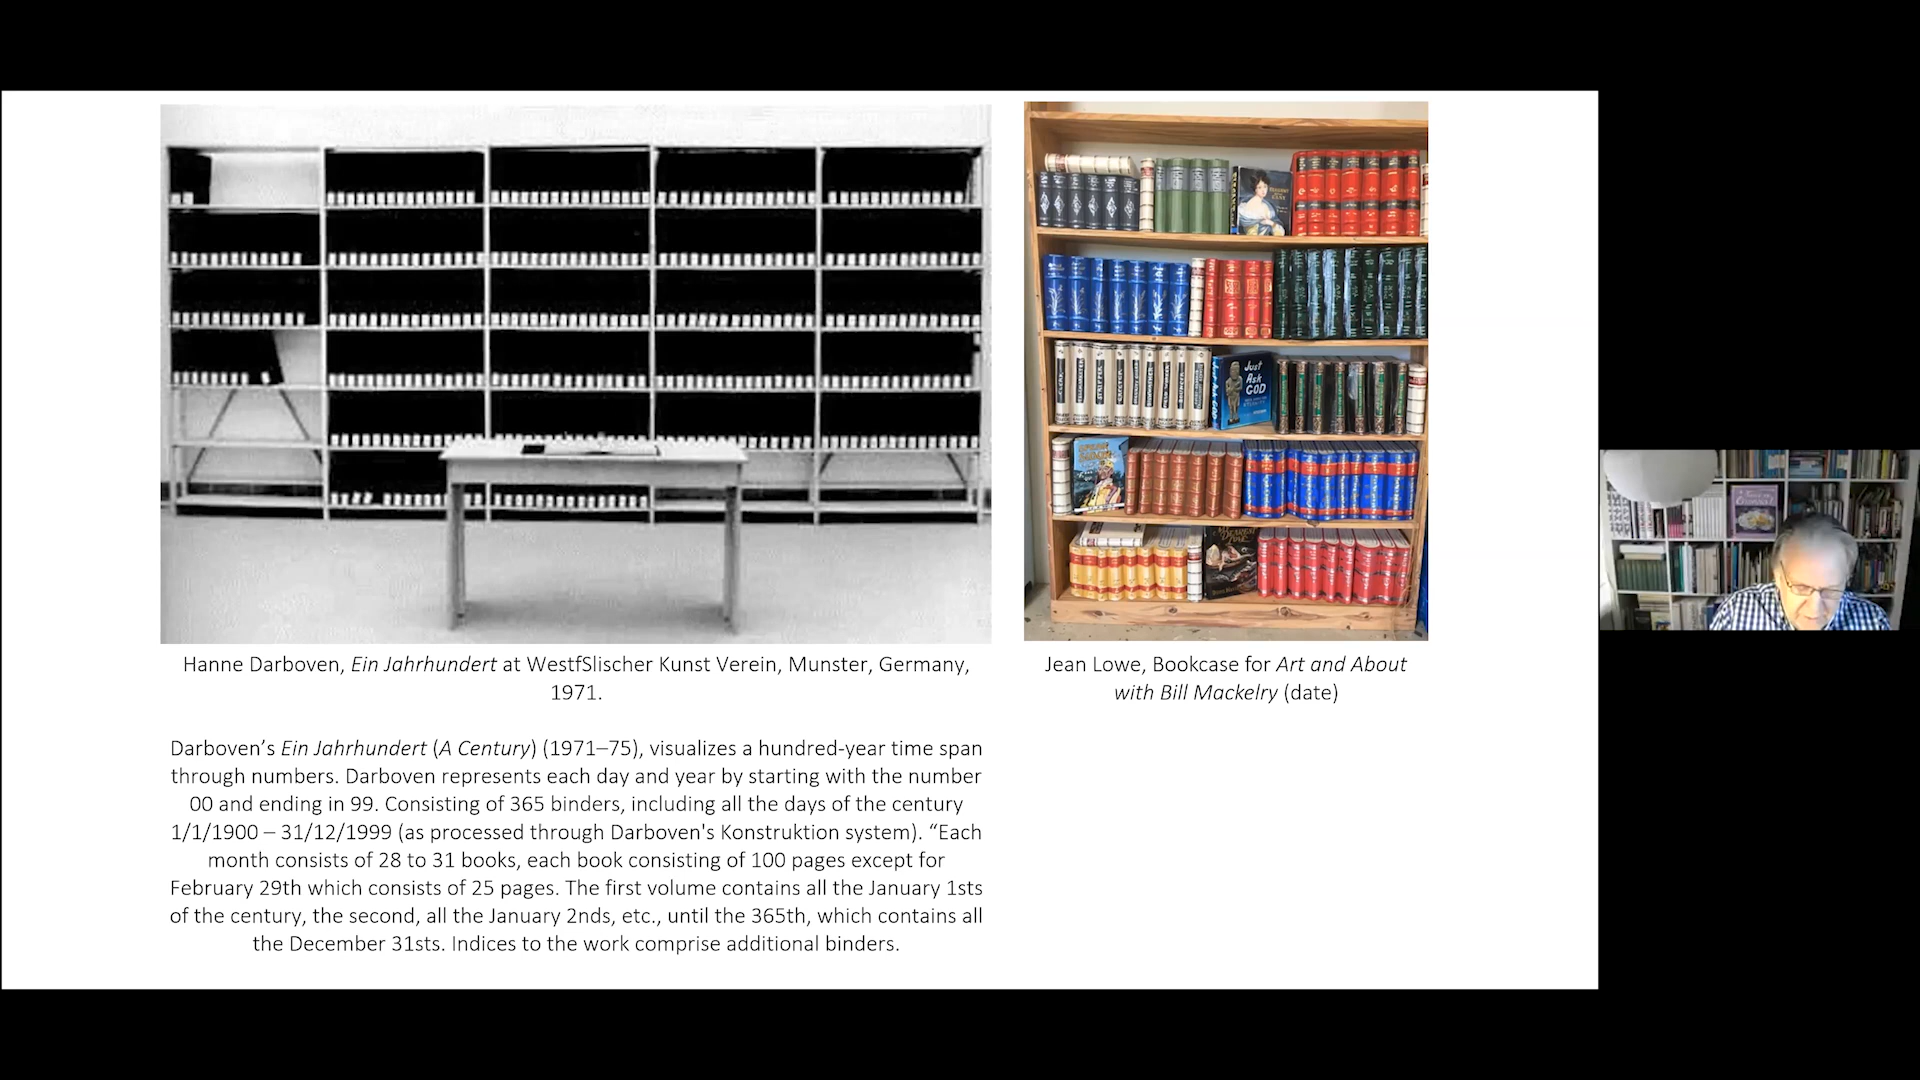 Just
Ask
GOD
Hanne Darboven, Ein Jahrhundert at WestfSlischer Kunst Verein, Munster, Germany,
1971.
Jean Lowe, Bookcase for Art and About
with Bill Mackelry (date)
Darboven’s Ein Jahrhundert (A Century) (1971–75), visualizes a hundred-year time span
through numbers. Darboven represents each day and year by starting with the number
00 and ending in 99. Consisting of 365 binders, including all the days of the century
1/1/1900 – 31/12/1999 (as processed through Darboven's Konstruktion system). “Each
month consists of 28 to 31 books, each book consisting of 100 pages except for
February 29th which consists of 25 pages. The first volume contains all the January 1sts
of the century, the second, all the January 2nds, etc., until the 365th, which contains all
the December 31sts. Indices to the work comprise additional binders.